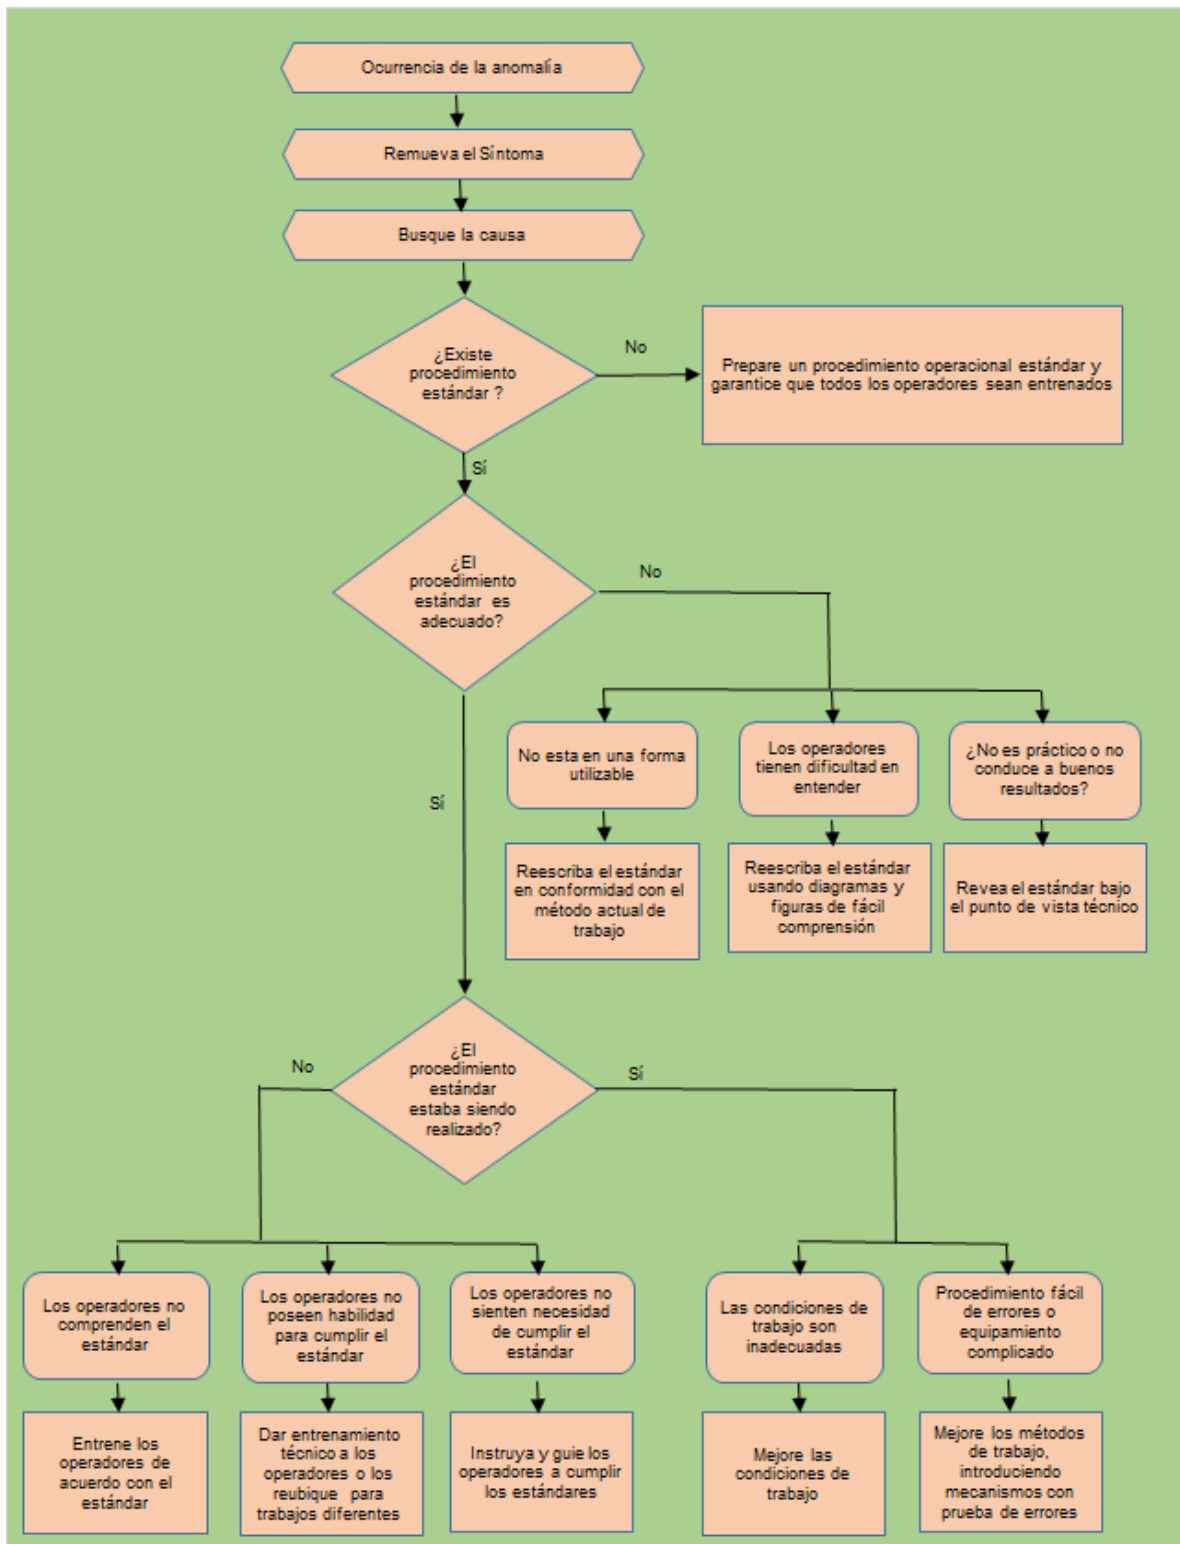 Ocurrencia de la anomalía
Remueva el Síntoma
Busque la causa
¿Existe
procedimiento
estándar ?
No
Prepare un procedimiento operacional estándar y
garantice que todos los operadores sean entrenados
Sí
¿El
procedimiento
estándar es
adecuado?
No
No esta en una forma
utilizable
Los operadores
tienen dificultad en
entender
¿No es práctico o no
conduce a buenos
resultados?
Sí
Reescriba el estándar
en conformidad con el
método actual de
trabajo
Reescriba el estándar
usando diagramas y
figuras de fácil
comprensión
Revea el estándar bajo
el punto de vista técnico
¿El
procedimiento
estándar
estaba siendo
realizado?
No
Sí
Los operadores no
comprenden el
estándar
Los operadores no
poseen habilidad
para cumplir el
estándar
Los operadores no
sienten necesidad
de cumplir el
estándar
Las condiciones de
trabajo son
inadecuadas
Procedimiento fácil
de errores o
equipamiento
complicado
Entrene los
operadores de
acuerdo con el
estándar
Dar entrenamiento
técnico a los
operadores o los
reubique para
trabajos diferentes
Instruya y guie los
operadores a cumplir
los estándares
Mejore las
condiciones de
trabajo
Mejore los métodos
de trabajo,
introduciendo
mecanismos con
prueba de errores